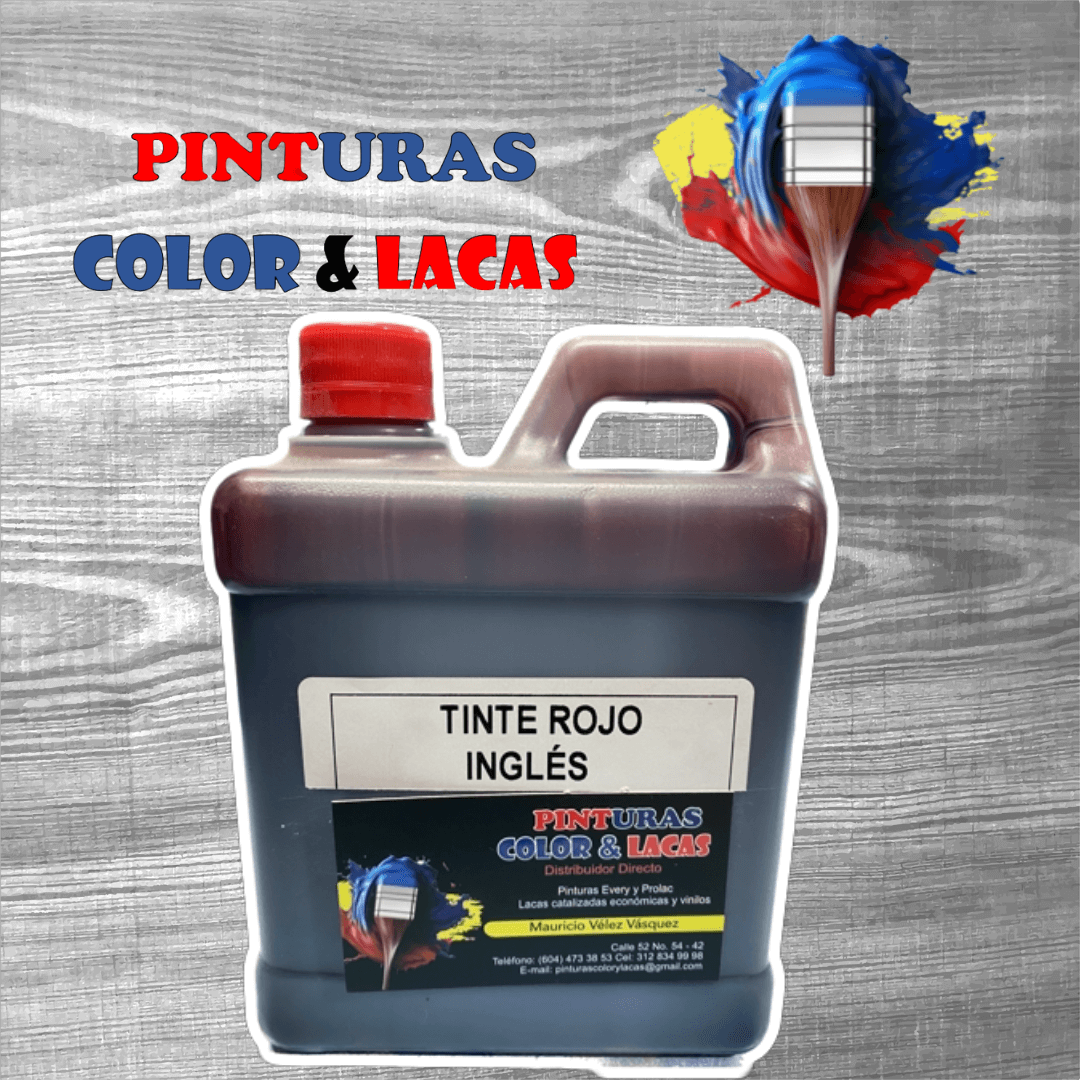 PINTURAS
COLOR & LACAS
TINTE ROJO
INGLÉS
PINTURAS
COLOR & LACAS
Distribuidor Directo
Pinturas Every y Prolac
Lacas catalizadas económicas y vinilos
Mauricio Vélez Vásquez
Calle 52 No. 54 - 42
Teléfono: (604) 473 38 53 Cel: 312 834 99 98
E-mail: pinturascolorylacas@gmail.com